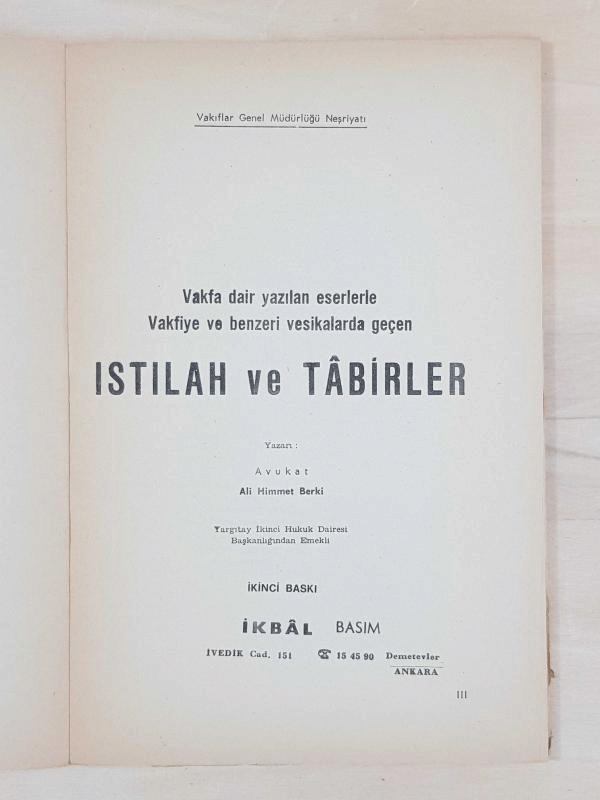 Vakıflar Genel Müdürlüğü Neşriyatı
Vakfa dair yazılan eserlerle
Vakfiye ve benzeri vesikalarda geçen
ISTILAH ve TÂBİRLER
Yazarı :
Avukat
Ali Himmet Berki
Yargıtay İkinci Hukuk Dairesi
Başkanlığından Emekli
İKİNCİ BASKI
İKBÂL BASIM
İVEDİK Cad. 151 ☎ 15 45 90 Demetevler
ANKARA
III